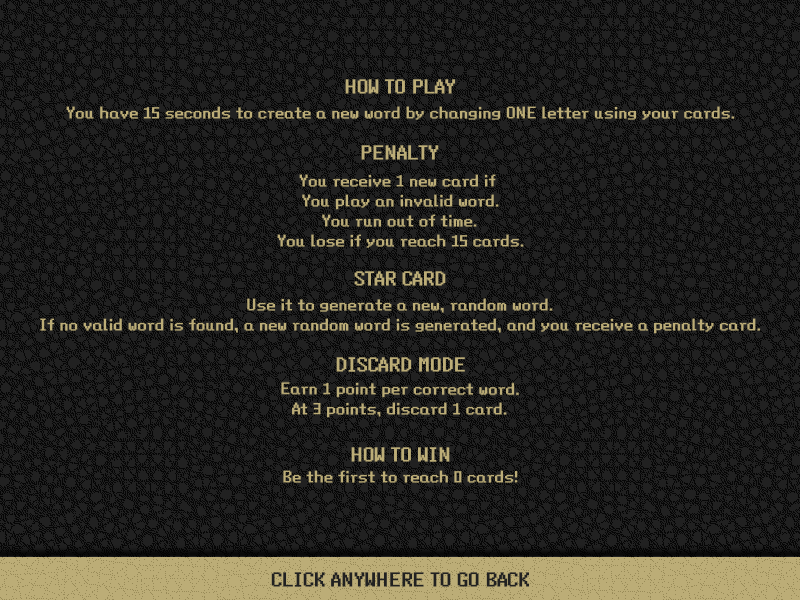 HOW TO PLAY
You have 15 seconds to create a new word by changing ONE letter using your cards.
PENALTY
You receive 1 new card if
You play an invalid word.
You run out of time.
You lose if you reach 15 cards.
STAR CARD
Use it to generate a new, random word.
If no valid word is found, a new random word is generated, and you receive a penalty card.
DISCARD MODE
Earn 1 point per correct word.
At 3 points, discard 1 card.
HOW TO WIN
Be the first to reach 0 cards!
CLICK ANYWHERE TO GO BACK